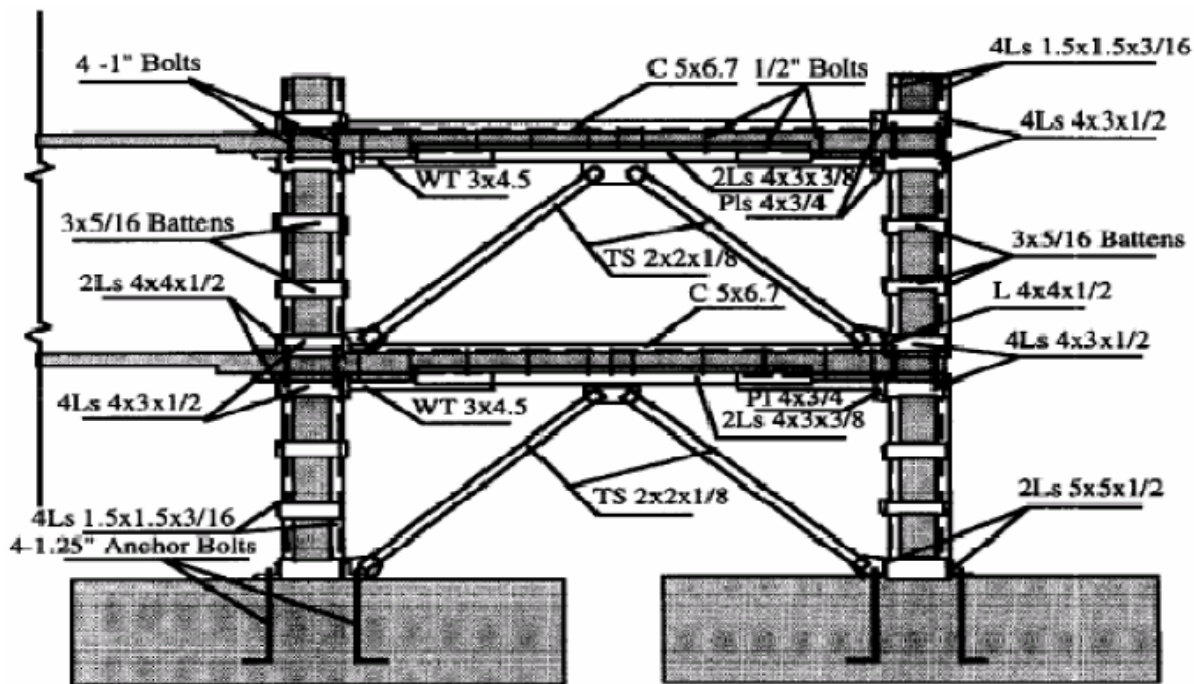 4Ls 1.5x1.5x3/16
4 -1" Bolts
C 5x6.7
1/2" Bolts
4Ls 4x3x1/2
WT 3x4.5
2Ls 4x3x3/8
Pls 4x3/4
3x5/16 Battens
3x5/16 Battens
TS 2x2x1/8
2Ls 4x4x1/2
C 5x6.7
L 4x4x1/2
4Ls 4x3x1/2
4Ls 4x3x1/2
WT 3x4.5
Pl 4x3/4
2Ls 4x3x3/8
TS 2x2x1/8
2Ls 5x5x1/2
4Ls 1.5x1.5x3/16
4-1.25" Anchor Bolts